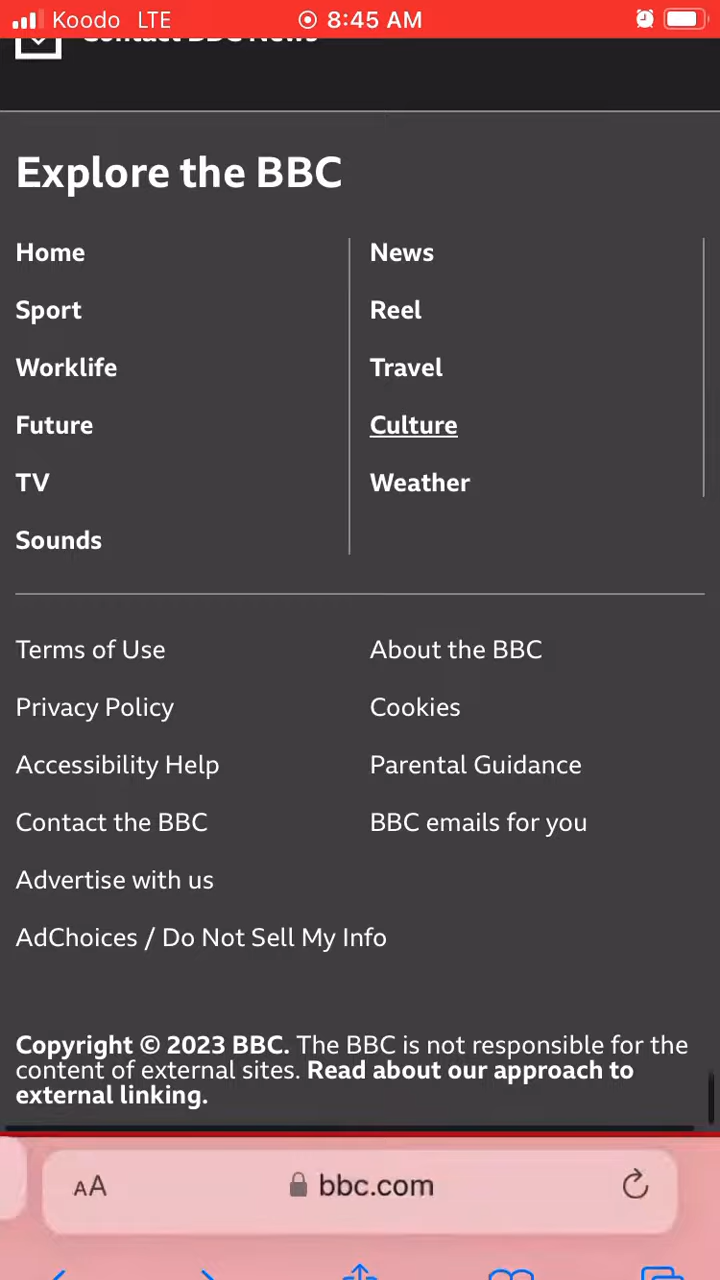 Koodo LTE 8:45 AM
Contact BBC News
Explore the BBC
Home
News
Sport
Reel
Worklife
Travel
Future
Culture
TV
Weather
Sounds
Terms of Use
About the BBC
Privacy Policy
Cookies
Accessibility Help
Parental Guidance
Contact the BBC
BBC emails for you
Advertise with us
AdChoices / Do Not Sell My Info
Copyright © 2023 BBC. The BBC is not responsible for the
content of external sites. Read about our approach to
external linking.
AA bbc.com